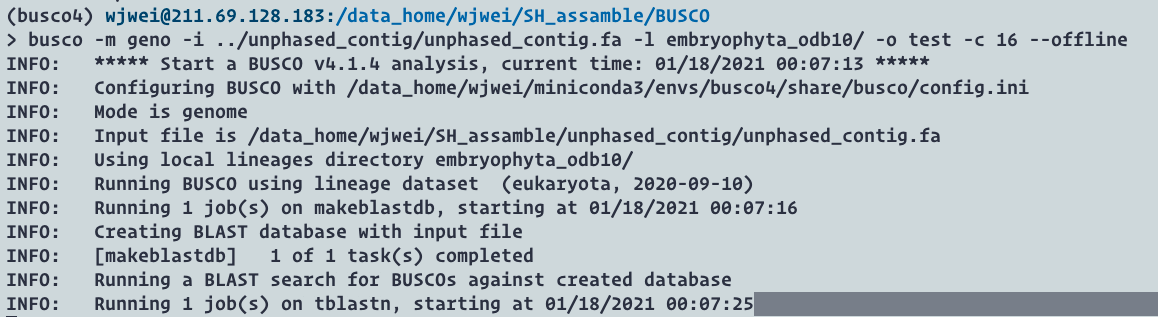 (busco4) wjwei@211.69.128.183:/data_home/wjwei/SH_assamble/BUSCO
> busco -m geno -i ../unphased_contig/unphased_contig.fa -l embryophyta_odb10/ -o test -c 16 --offline
INFO:   ***** Start a BUSCO v4.1.4 analysis, current time: 01/18/2021 00:07:13 *****
INFO:   Configuring BUSCO with /data_home/wjwei/miniconda3/envs/busco4/share/busco/config.ini
INFO:   Mode is genome
INFO:   Input file is /data_home/wjwei/SH_assamble/unphased_contig/unphased_contig.fa
INFO:   Using local lineages directory embryophyta_odb10/
INFO:   Running BUSCO using lineage dataset  (eukaryota, 2020-09-10)
INFO:   Running 1 job(s) on makeblastdb, starting at 01/18/2021 00:07:16
INFO:   Creating BLAST database with input file
INFO:   [makeblastdb]   1 of 1 task(s) completed
INFO:   Running a BLAST search for BUSCOs against created database
INFO:   Running 1 job(s) on tblastn, starting at 01/18/2021 00:07:25